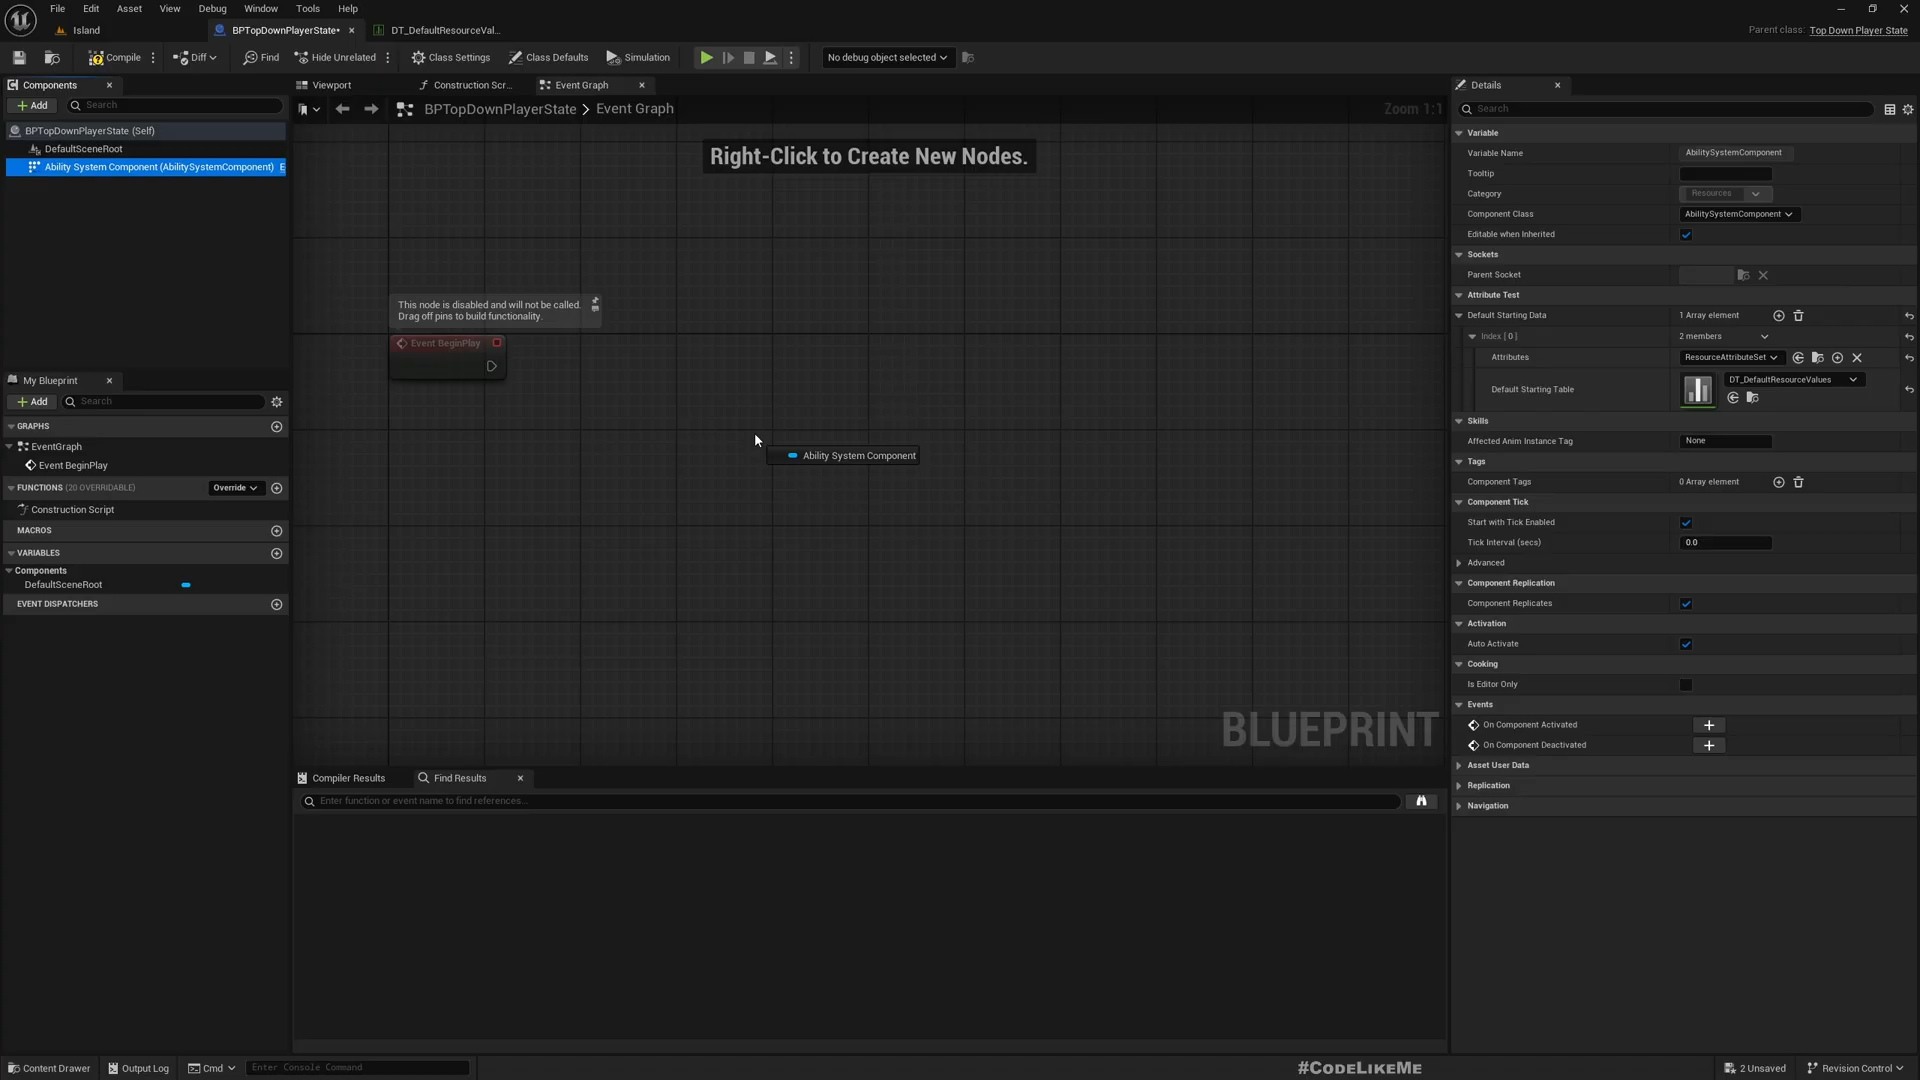 File Edit Asset View Debug Window Tools Help
Island
BPTopDownPlayerState*
DT_DefaultResourceVal...
Parent class: Top Down Player State
Compile
Diff
Find
Hide Unrelated
Class Settings
Class Defaults
Simulation
No debug object selected
Components
Add
Search
BPTopDownPlayerState (Self)
DefaultSceneRoot
Ability System Component (AbilitySystemComponent) E
My Blueprint
Add
Search
GRAPHS
EventGraph
Event BeginPlay
FUNCTIONS (20 OVERRIDABLE)
Override
Construction Script
MACROS
VARIABLES
Components
DefaultSceneRoot
EVENT DISPATCHERS
Viewport
Construction Scr...
Event Graph
BPTopDownPlayerState > Event Graph
Zoom 1:1
Right-Click to Create New Nodes.
This node is disabled and will not be called.
Drag off pins to build functionality.
Event BeginPlay
Ability System Component
BLUEPRINT
Compiler Results
Find Results
Enter function or event name to find references...
Details
Search
Variable
Variable Name AbilitySystemComponent
Tooltip
Category Resources
Component Class AbilitySystemComponent
Editable when Inherited
Sockets
Parent Socket
Attribute Test
Default Starting Data 1 Array element
Index [ 0 ] 2 members
Attributes ResourceAttributeSet
Default Starting Table DT_DefaultResourceValues
Skills
Affected Anim Instance Tag None
Tags
Component Tags 0 Array element
Component Tick
Start with Tick Enabled
Tick Interval (secs) 0.0
Advanced
Component Replication
Component Replicates
Activation
Auto Activate
Cooking
Is Editor Only
Events
On Component Activated
On Component Deactivated
Asset User Data
Replication
Navigation
Content Drawer
Output Log
Cmd
Enter Console Command
#CodeLikeMe
2 Unsaved
Revision Control